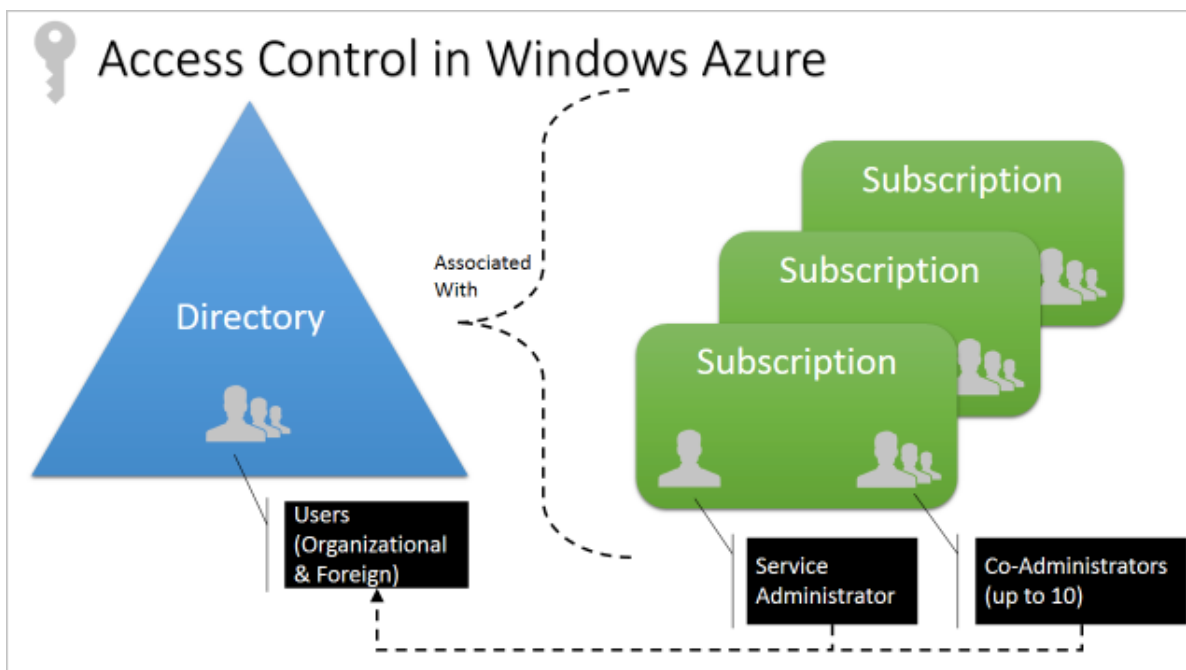 Access Control in Windows Azure
Subscription
Subscription
Associated
With
Directory
Subscription
Users
(Organizational
& Foreign)
Service
Administrator
Co-Administrators
(up to 10)